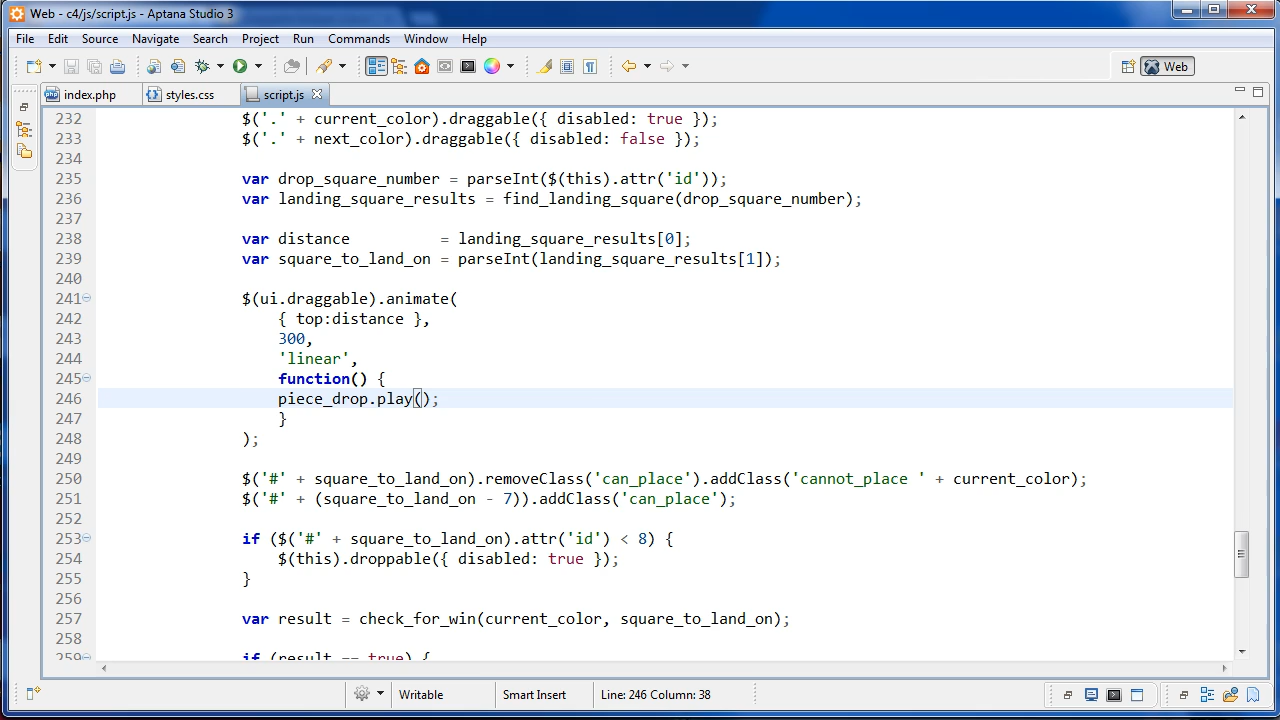 Web - c4/js/script.js - Aptana Studio 3
File Edit Source Navigate Search Project Run Commands Window Help
Web
index.php styles.css script.js
232 $('.' + current_color).draggable({ disabled: true });
233 $('.' + next_color).draggable({ disabled: false });
234
235 var drop_square_number = parseInt($(this).attr('id'));
236 var landing_square_results = find_landing_square(drop_square_number);
237
238 var distance = landing_square_results[0];
239 var square_to_land_on = parseInt(landing_square_results[1]);
240
241 $(ui.draggable).animate(
242 { top:distance },
243 300,
244 'linear',
245 function() {
246 piece_drop.play();
247 }
248 );
249
250 $('#' + square_to_land_on).removeClass('can_place').addClass('cannot_place ' + current_color);
251 $('#' + (square_to_land_on - 7)).addClass('can_place');
252
253 if ($('#' + square_to_land_on).attr('id') < 8) {
254 $(this).droppable({ disabled: true });
255 }
256
257 var result = check_for_win(current_color, square_to_land_on);
258
259 if (result == true) {
Writable Smart Insert Line: 246 Column: 38